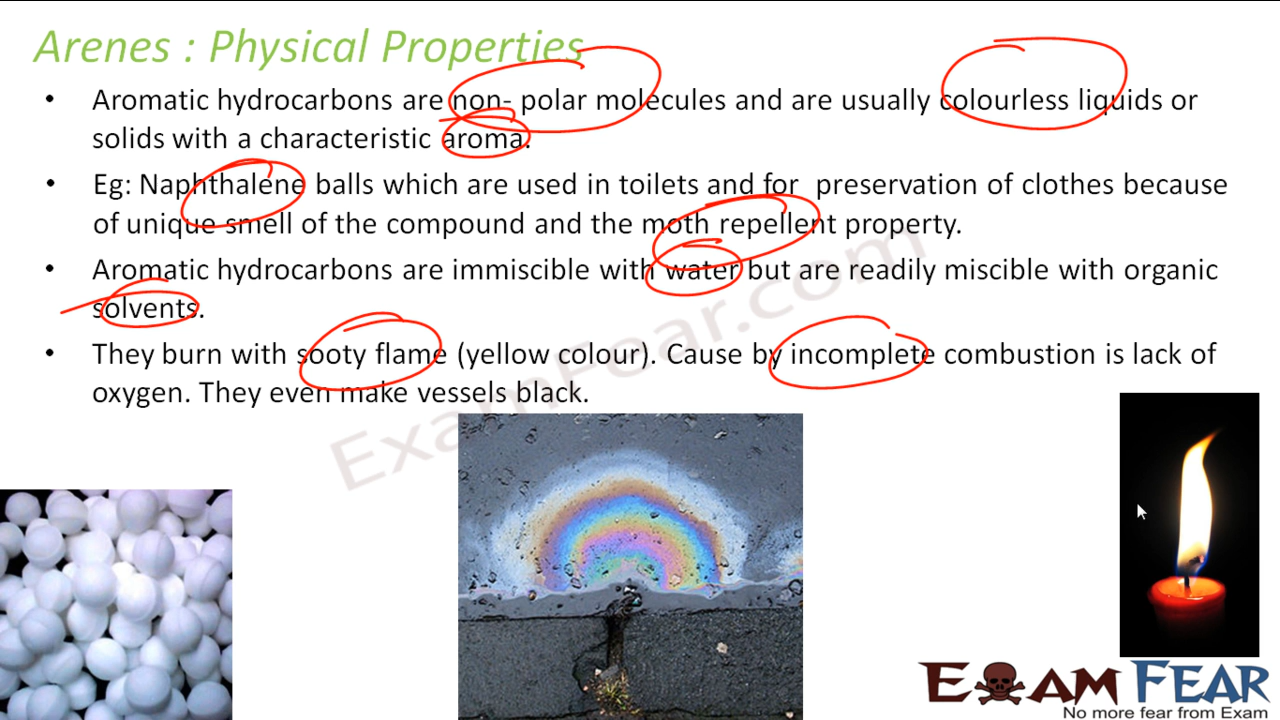 Arenes : Physical Properties
• Aromatic hydrocarbons are non- polar molecules and are usually colourless liquids or
solids with a characteristic aroma.
• Eg: Naphthalene balls which are used in toilets and for preservation of clothes because
of unique smell of the compound and the moth repellent property.
• Aromatic hydrocarbons are immiscible with water but are readily miscible with organic
solvents.
• They burn with sooty flame (yellow colour). Cause by incomplete combustion is lack of
oxygen. They even make vessels black.
ExamFear.com
EXAM FEAR
No more fear from Exam